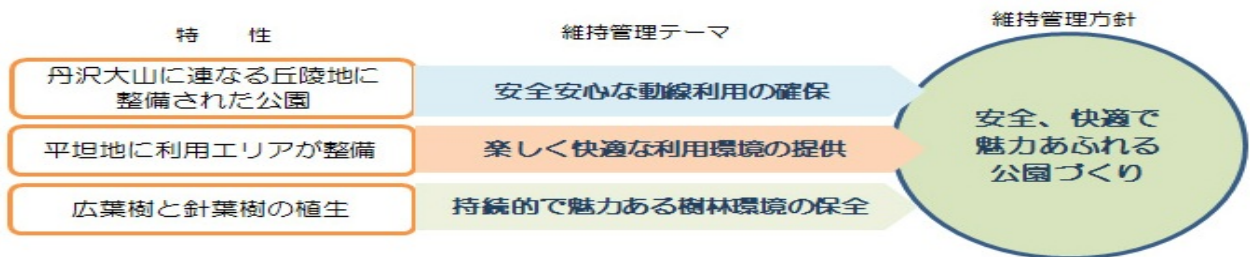 特 性
維持管理テーマ
維持管理方針
丹沢大山に連なる丘陵地に
整備された公園
安全安心な動線利用の確保
平坦地に利用エリアが整備
楽しく快適な利用環境の提供
広葉樹と針葉樹の植生
持続的で魅力ある樹林環境の保全
安全、快適で
魅力あふれる
公園づくり